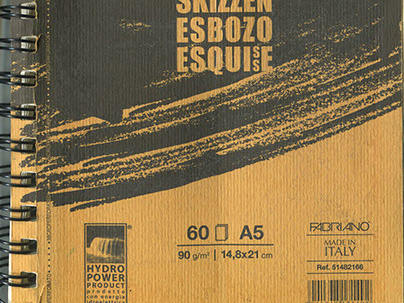 SKIZZEN
ESBOZO
ESQUISSE
60 A5
90 g/m² 14,8x21 cm
FABRIANO
MADE IN
ITALY
Ref. 51482166
HYDRO
POWER
PRODUCT
prodotto
con energia
idroelettrica